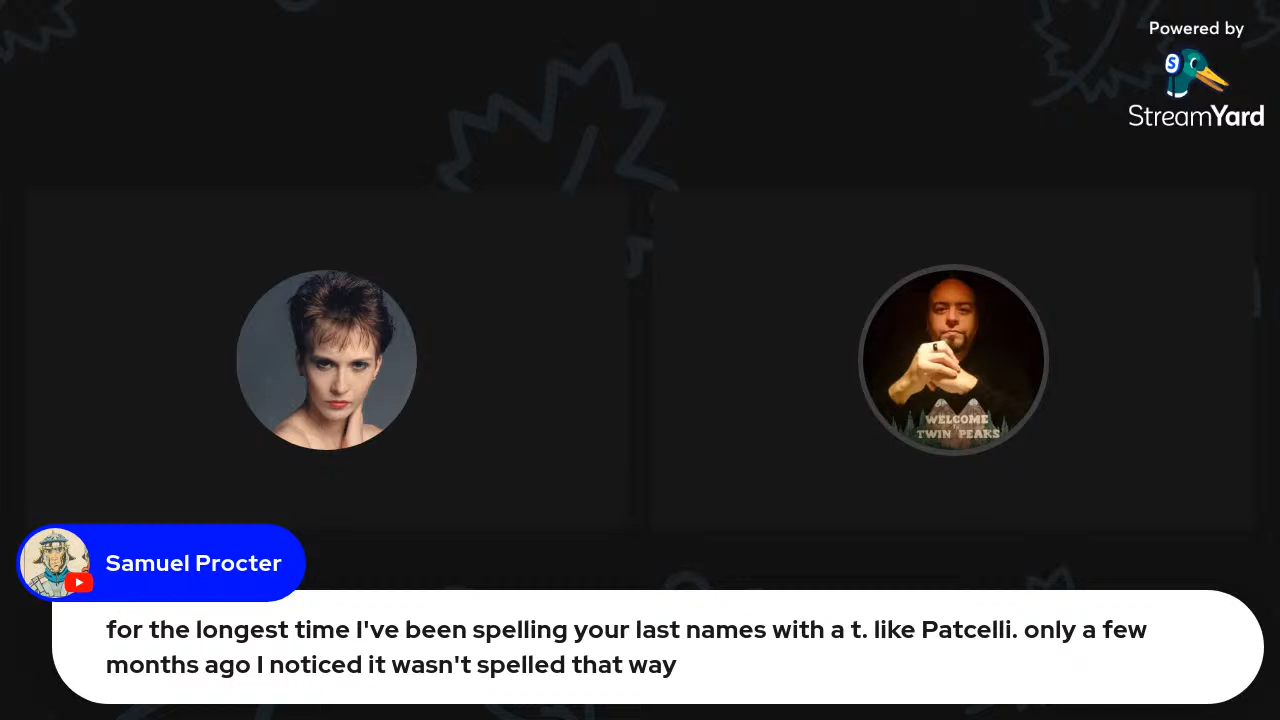 Powered by
S
StreamYard
WELCOME
TO
TWIN PEAKS
Samuel Procter
for the longest time I've been spelling your last names with a t. like Patcelli. only a few
months ago I noticed it wasn't spelled that way